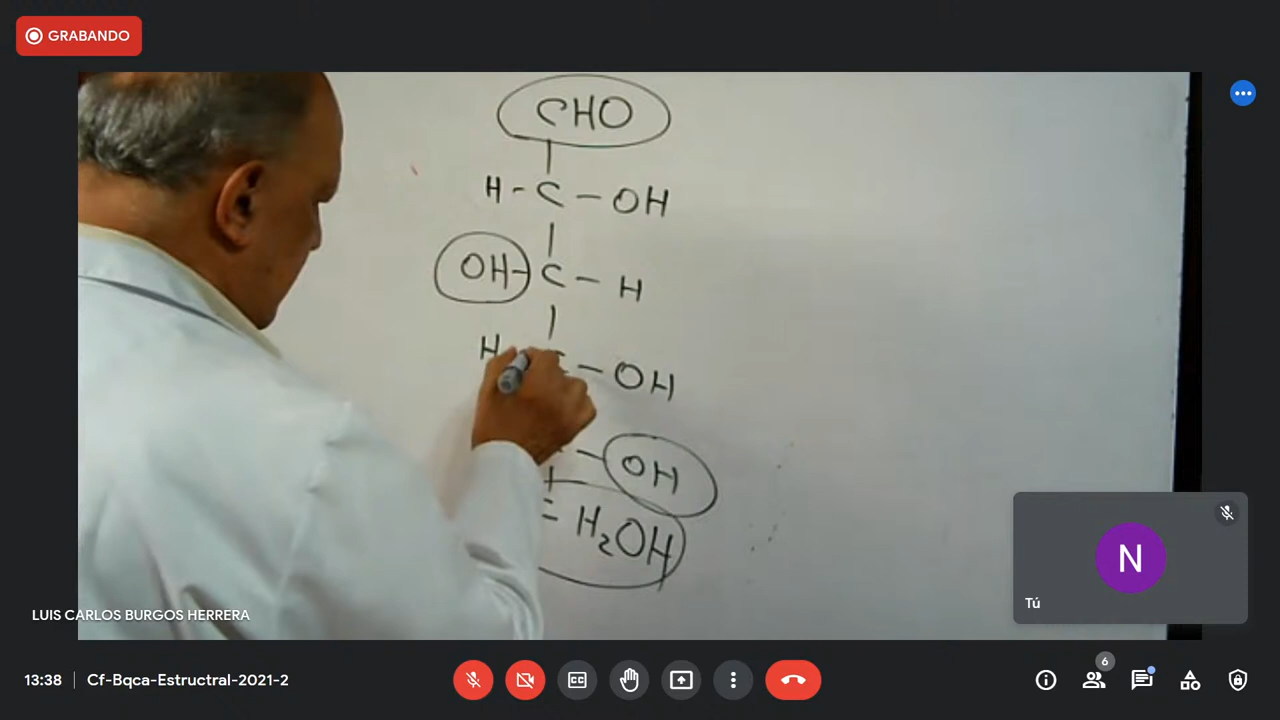 GRABANDO
CHO
H-C-OH
OH-C-H
H
-OH
-OH
H₂OH
N
Tú
LUIS CARLOS BURGOS HERRERA
13:38 | Cf-Bqca-Estructral-2021-2
6